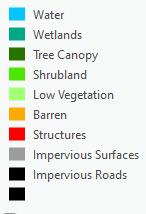 Water
Wetlands
Tree Canopy
Shrubland
Low Vegetation
Barren
Structures
Impervious Surfaces
Impervious Roads